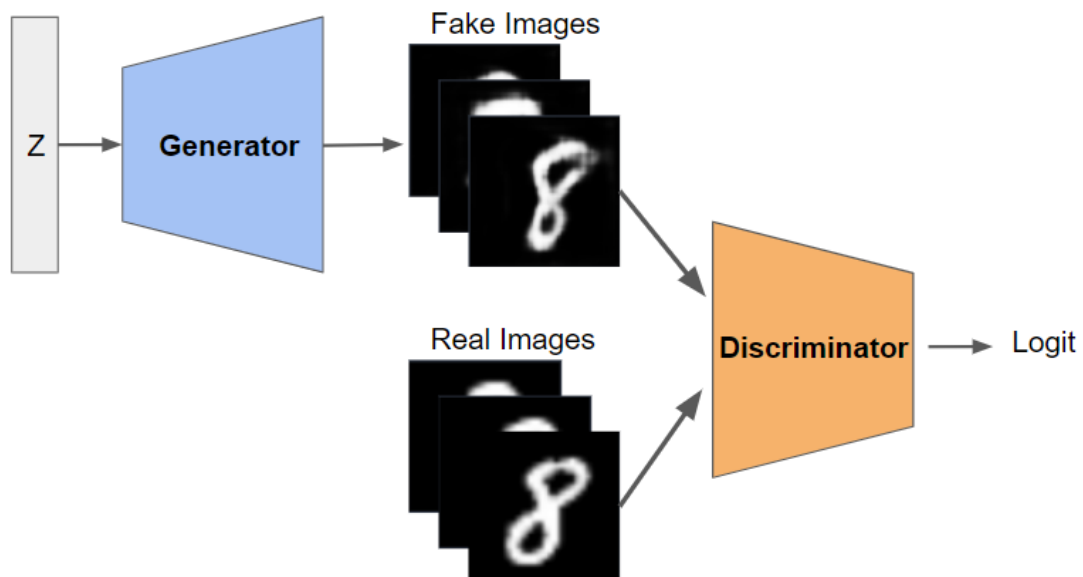 Fake Images
Z
Generator
Real Images
Discriminator
Logit